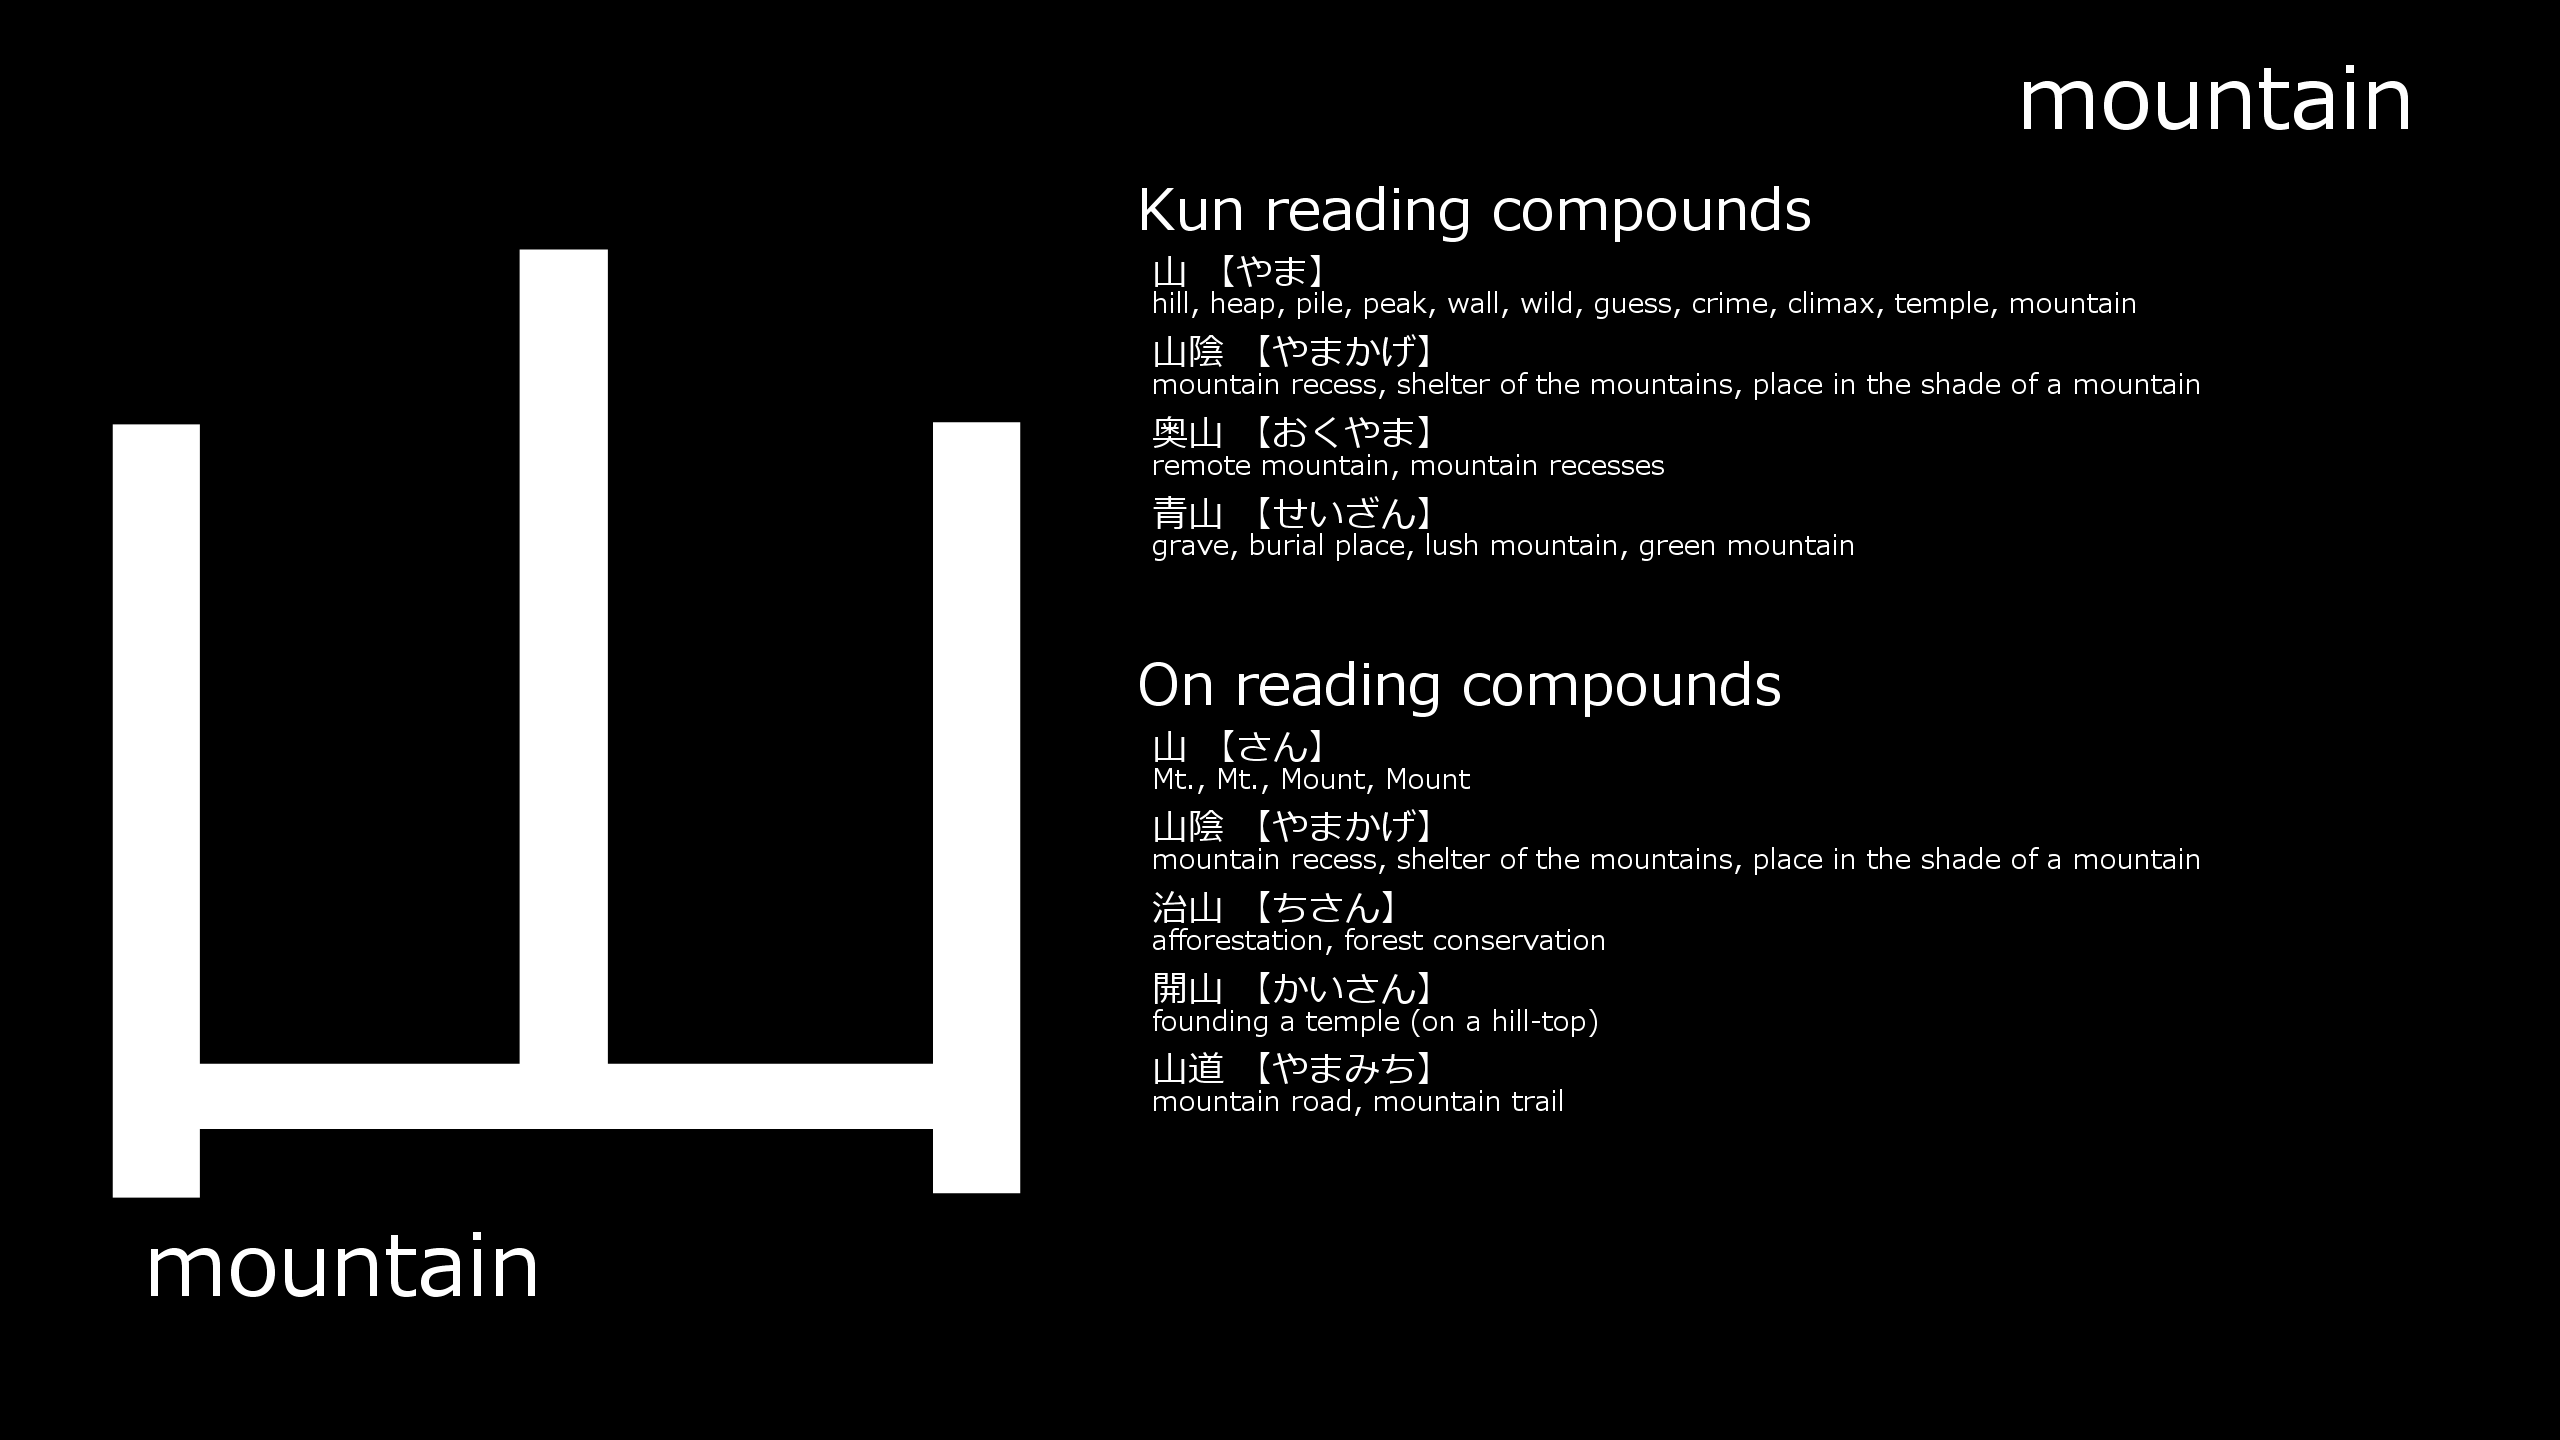 mountain
山
mountain
Kun reading compounds
山 【やま】
hill, heap, pile, peak, wall, wild, guess, crime, climax, temple, mountain
山陰 【やまかげ】
mountain recess, shelter of the mountains, place in the shade of a mountain
奥山 【おくやま】
remote mountain, mountain recesses
青山 【せいざん】
grave, burial place, lush mountain, green mountain
On reading compounds
山 【さん】
Mt., Mt., Mount, Mount
山陰 【やまかげ】
mountain recess, shelter of the mountains, place in the shade of a mountain
治山 【ちさん】
afforestation, forest conservation
開山 【かいさん】
founding a temple (on a hill-top)
山道 【やまみち】
mountain road, mountain trail